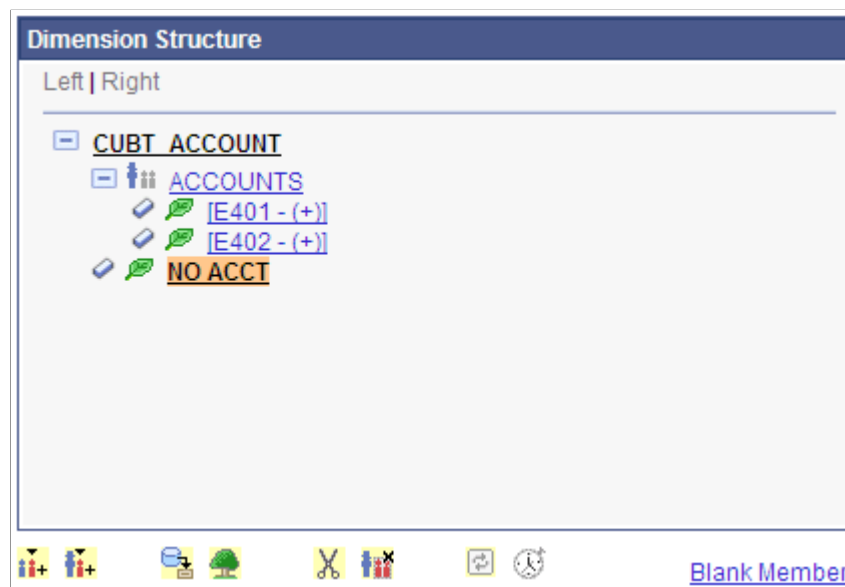 Dimension Structure
Left | Right
CUBT_ACCOUNT
ACCOUNTS
[E401 - (+)]
[E402 - (+)]
NO ACCT
Blank Member